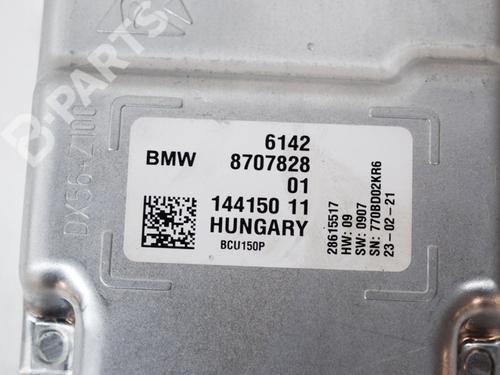 B-PARTS
DX56-Z100
6142
BMW 8707828
01
144150 11
HUNGARY
BCU150P
28615517
HW: 09
SW: 0907
SN: 770BD02KR6
23-02-21